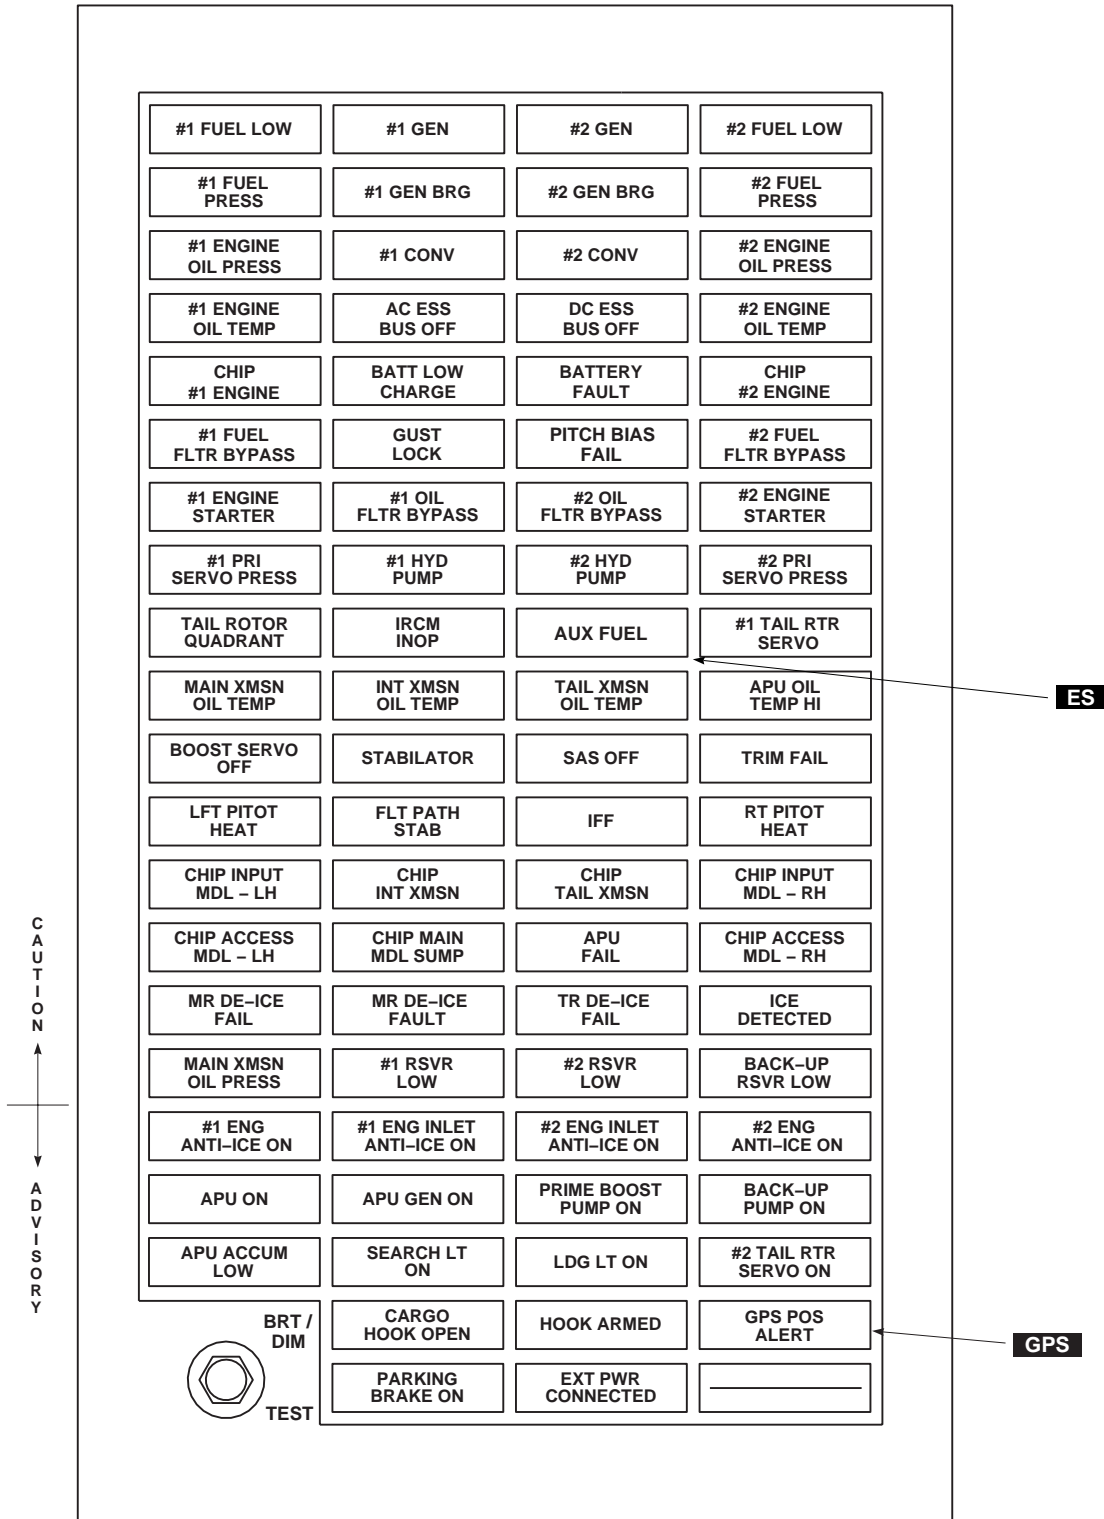 #1 FUEL LOW
#1 GEN
#2 GEN
#2 FUEL LOW
#1 FUEL
PRESS
#1 GEN BRG
#2 GEN BRG
#2 FUEL
PRESS
#1 ENGINE
OIL PRESS
#1 CONV
#2 CONV
#2 ENGINE
OIL PRESS
#1 ENGINE
OIL TEMP
AC ESS
BUS OFF
DC ESS
BUS OFF
#2 ENGINE
OIL TEMP
CHIP
#1 ENGINE
BATT LOW
CHARGE
BATTERY
FAULT
CHIP
#2 ENGINE
#1 FUEL
FLTR BYPASS
GUST
LOCK
PITCH BIAS
FAIL
#2 FUEL
FLTR BYPASS
#1 ENGINE
STARTER
#1 OIL
FLTR BYPASS
#2 OIL
FLTR BYPASS
#2 ENGINE
STARTER
#1 PRI
SERVO PRESS
#1 HYD
PUMP
#2 HYD
PUMP
#2 PRI
SERVO PRESS
TAIL ROTOR
QUADRANT
IRCM
INOP
AUX FUEL
#1 TAIL RTR
SERVO
MAIN XMSN
OIL TEMP
INT XMSN
OIL TEMP
TAIL XMSN
OIL TEMP
APU OIL
TEMP HI
ES
BOOST SERVO
OFF
STABILATOR
SAS OFF
TRIM FAIL
LFT PITOT
HEAT
FLT PATH
STAB
IFF
RT PITOT
HEAT
CHIP INPUT
MDL – LH
CHIP
INT XMSN
CHIP
TAIL XMSN
CHIP INPUT
MDL – RH
CAUTION
CHIP ACCESS
MDL – LH
CHIP MAIN
MDL SUMP
APU
FAIL
CHIP ACCESS
MDL – RH
MR DE–ICE
FAIL
MR DE–ICE
FAULT
TR DE–ICE
FAIL
ICE
DETECTED
MAIN XMSN
OIL PRESS
#1 RSVR
LOW
#2 RSVR
LOW
BACK–UP
RSVR LOW
#1 ENG
ANTI–ICE ON
#1 ENG INLET
ANTI–ICE ON
#2 ENG INLET
ANTI–ICE ON
#2 ENG
ANTI–ICE ON
ADVISORY
APU ON
APU GEN ON
PRIME BOOST
PUMP ON
BACK–UP
PUMP ON
APU ACCUM
LOW
SEARCH LT
ON
LDG LT ON
#2 TAIL RTR
SERVO ON
BRT /
DIM
CARGO
HOOK OPEN
HOOK ARMED
GPS POS
ALERT
GPS
TEST
PARKING
BRAKE ON
EXT PWR
CONNECTED